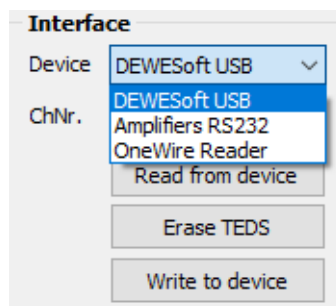 Interface
Device DEWESoft USB
DEWESoft USB
ChNr.
Amplifiers RS232
OneWire Reader
Read from device
Erase TEDS
Write to device